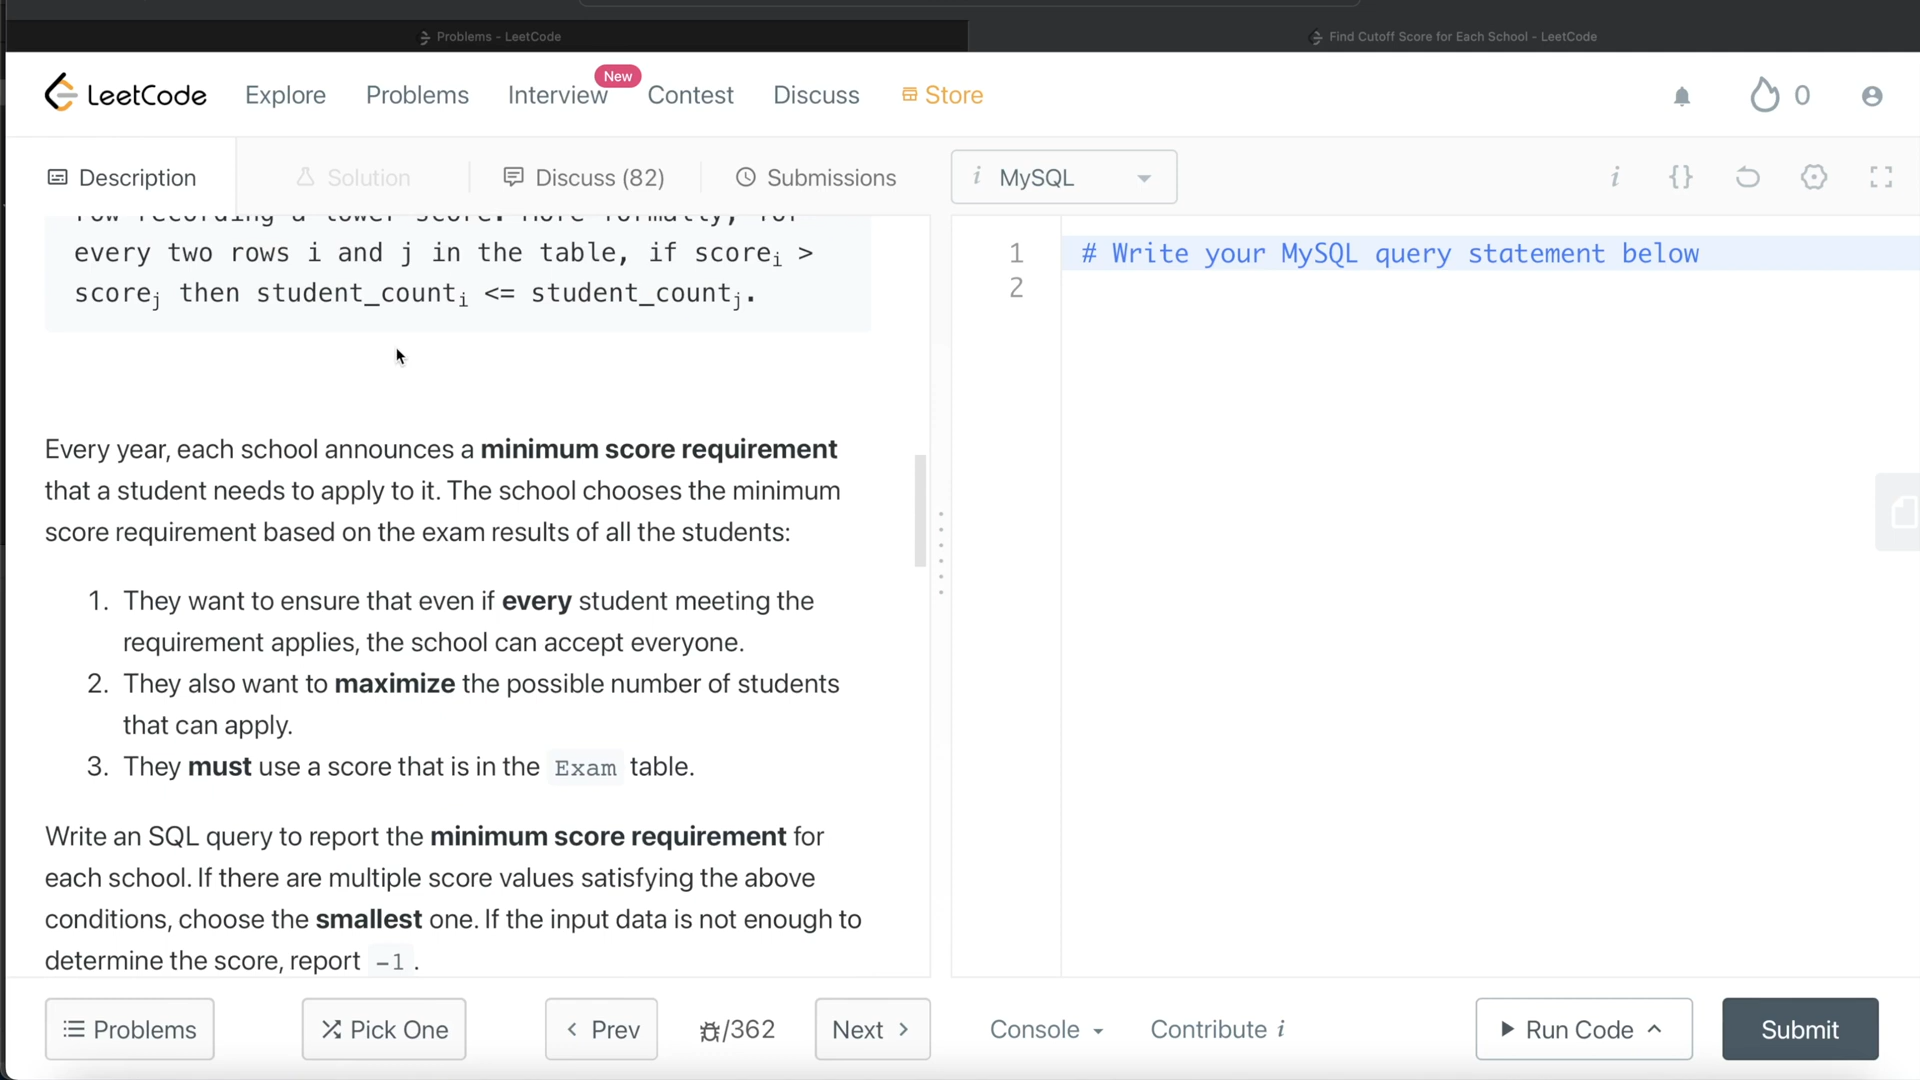 Problems - LeetCode
Find Cutoff Score for Each School - LeetCode
LeetCode
Explore
Problems
Interview
New
Contest
Discuss
Store
0
Description
Solution
Discuss (82)
Submissions
i MySQL
i {}
row recording a lower score. More formally, for
every two rows i and j in the table, if scoreᵢ >
scoreⱼ then student_countᵢ <= student_countⱼ.
Every year, each school announces a minimum score requirement
that a student needs to apply to it. The school chooses the minimum
score requirement based on the exam results of all the students:
1. They want to ensure that even if every student meeting the
requirement applies, the school can accept everyone.
2. They also want to maximize the possible number of students
that can apply.
3. They must use a score that is in the Exam table.
Write an SQL query to report the minimum score requirement for
each school. If there are multiple score values satisfying the above
conditions, choose the smallest one. If the input data is not enough to
determine the score, report -1 .
1 # Write your MySQL query statement below
2
Problems
Pick One
< Prev
/362
Next >
Console
Contribute i
Run Code
Submit